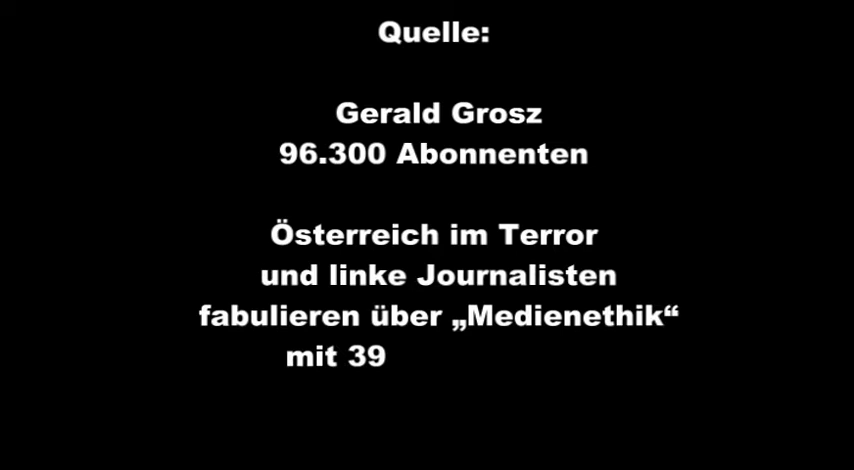 Quelle:
Gerald Grosz
96.300 Abonnenten
Österreich im Terror
und linke Journalisten
fabulieren über „Medienethik“
mit 39